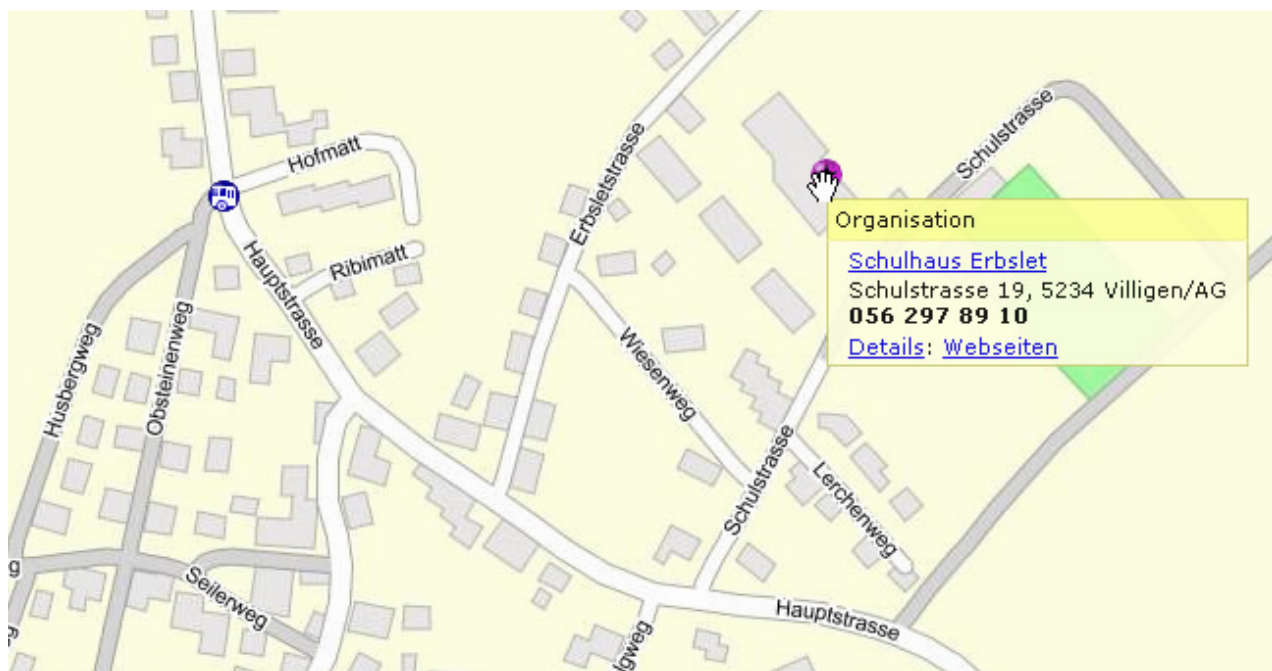 Hofmatt
Schulstrasse
Erbsletstrasse
Organisation
Schulhaus Erbslet
Schulstrasse 19, 5234 Villigen/AG
056 297 89 10
Details: Webseiten
Hauptstrasse
Ribimatt
Husbergweg
Obsteinenweg
Wiesenweg
Schulstrasse
Lerchenweg
Seilerweg
Hauptstrasse